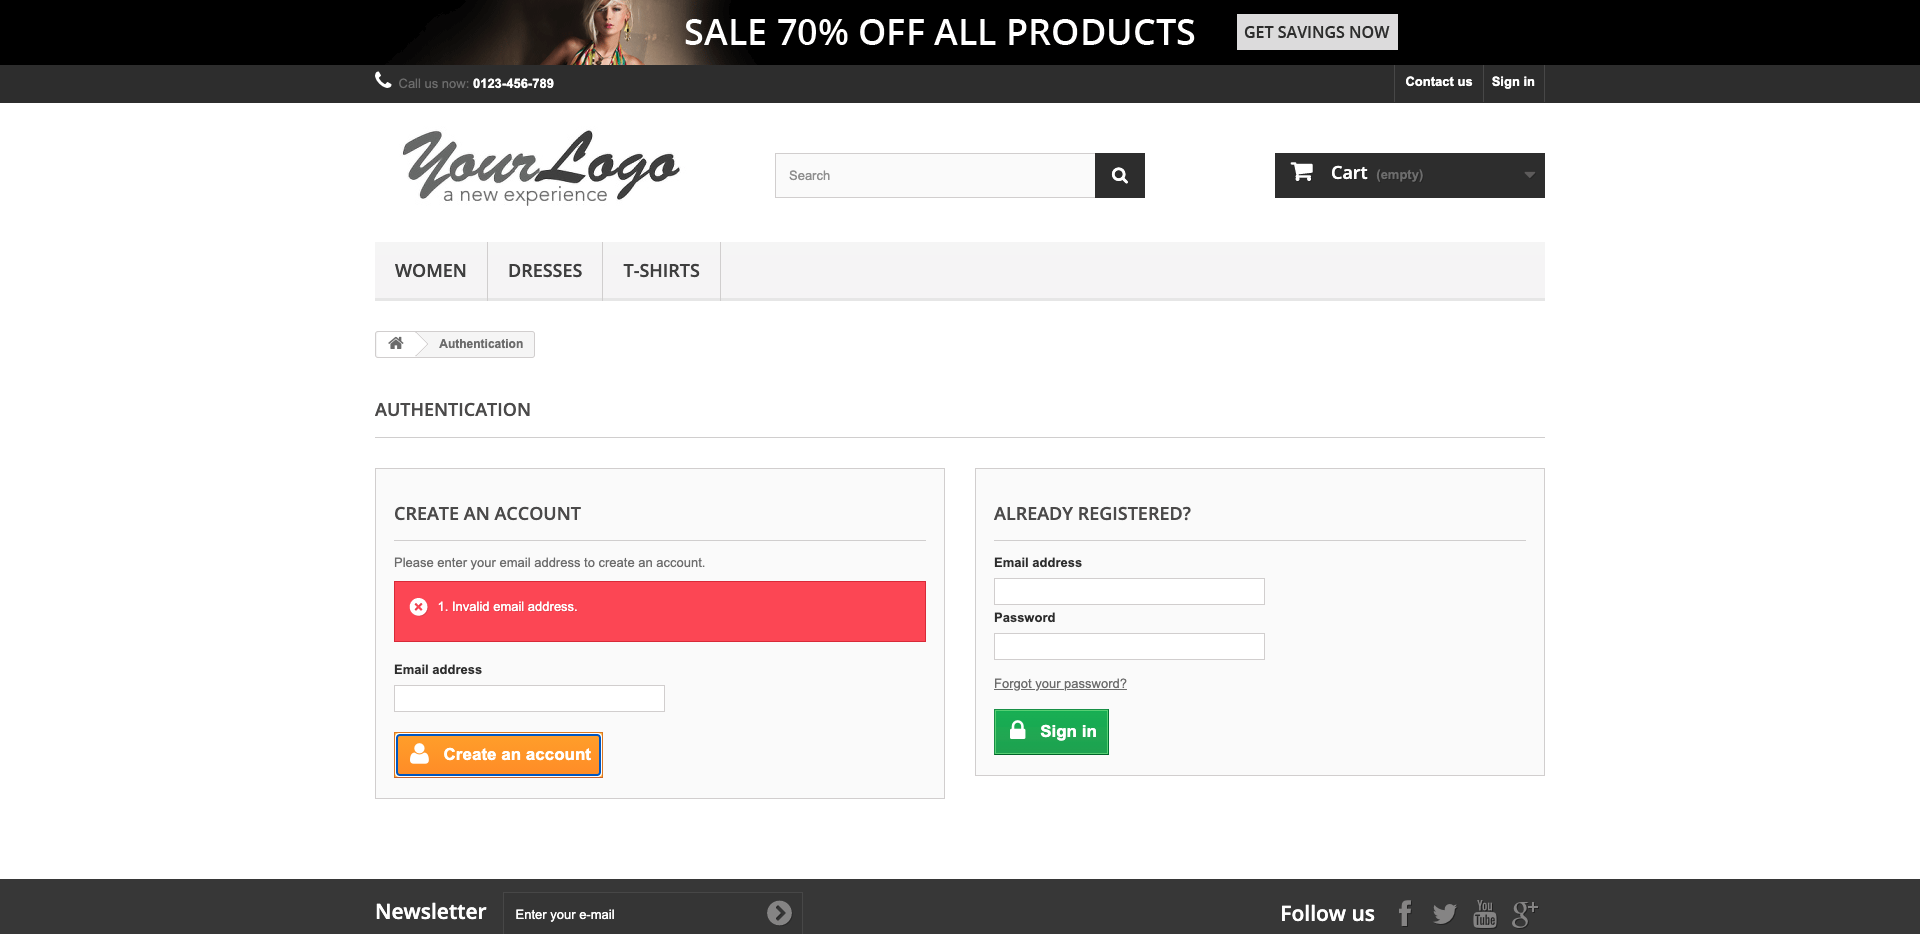 SALE 70% OFF ALL PRODUCTS
GET SAVINGS NOW
Call us now: 0123-456-789
Contact us
Sign in
Your Logo
a new experience
Search
Cart (empty)
WOMEN
DRESSES
T-SHIRTS
Authentication
AUTHENTICATION
CREATE AN ACCOUNT
Please enter your email address to create an account.
1. Invalid email address.
Email address
Create an account
ALREADY REGISTERED?
Email address
Password
Forgot your password?
Sign in
Newsletter
Enter your e-mail
Follow us
You
Tube
g+